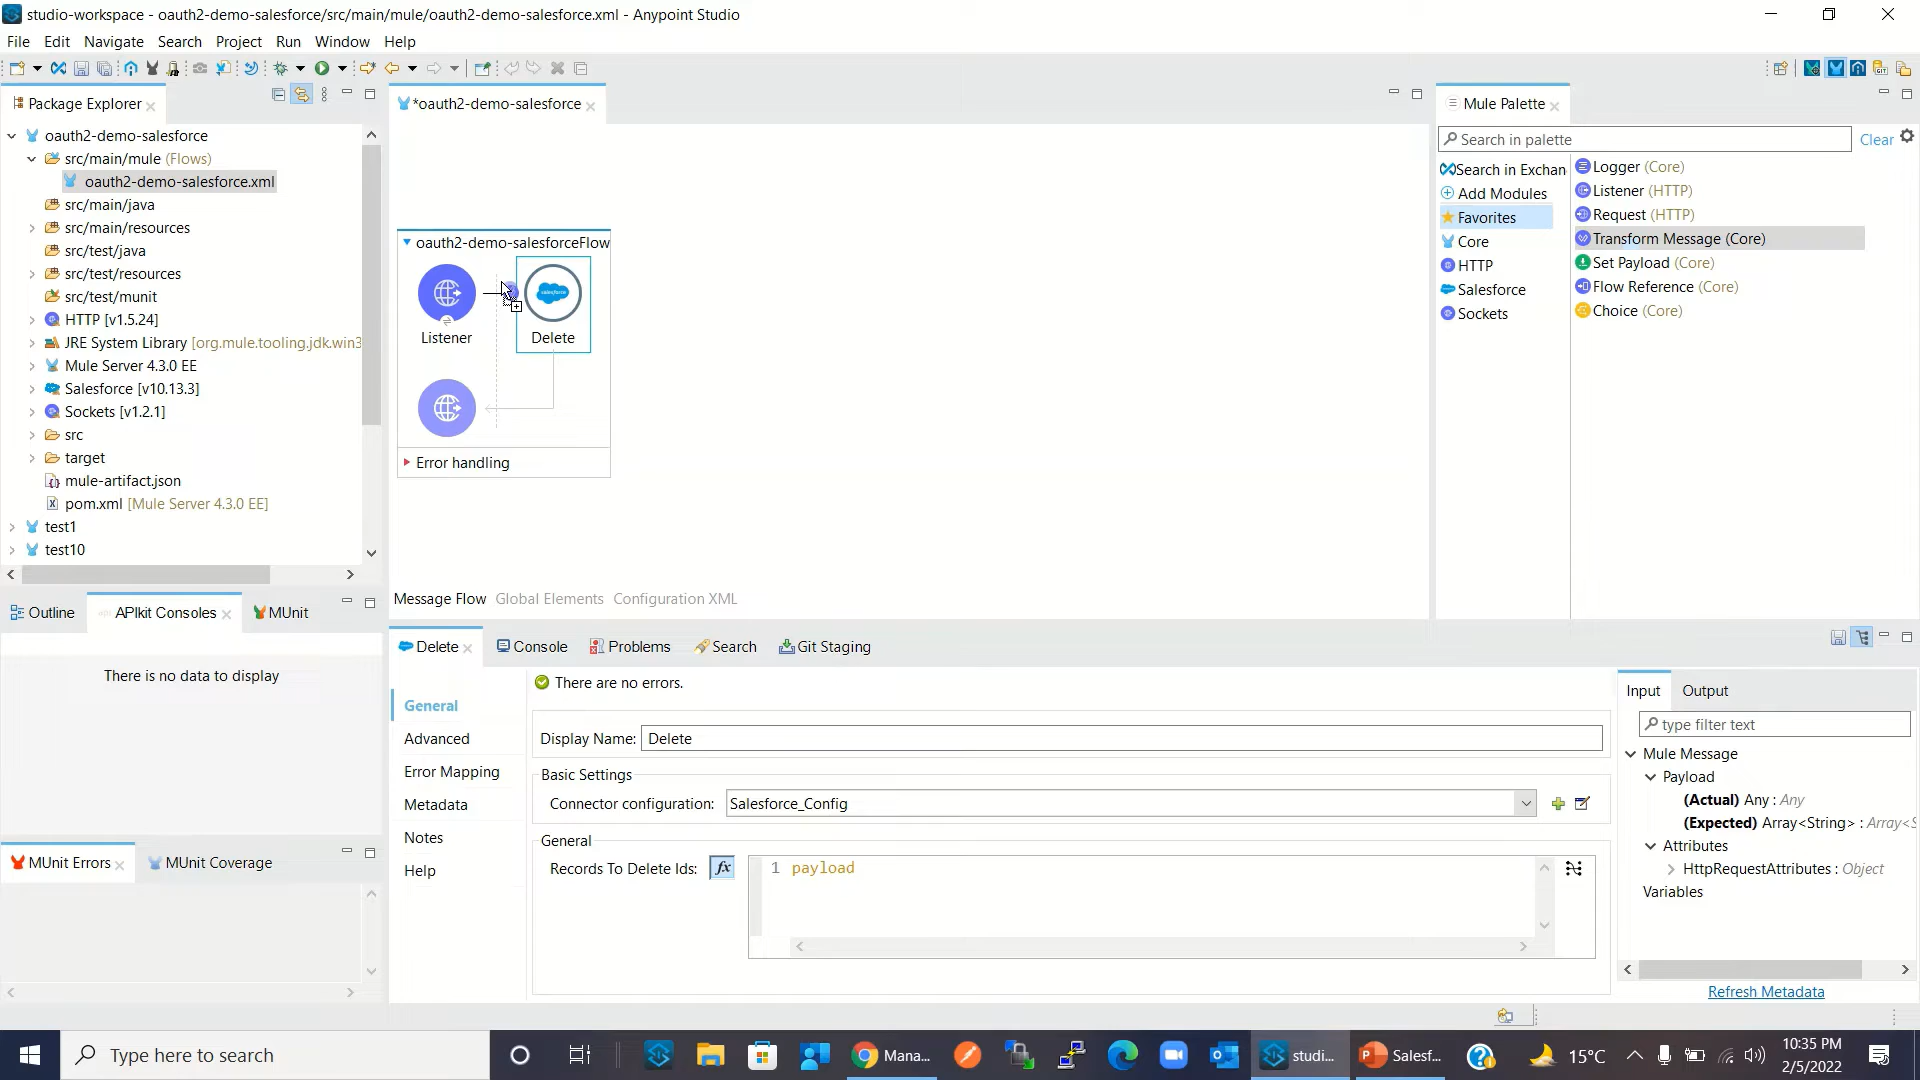 studio-workspace - oauth2-demo-salesforce/src/main/mule/oauth2-demo-salesforce.xml - Anypoint Studio
File Edit Navigate Search Project Run Window Help
Package Explorer
oauth2-demo-salesforce
src/main/mule (Flows)
oauth2-demo-salesforce.xml
src/main/java
src/main/resources
src/test/java
src/test/resources
src/test/munit
HTTP [v1.5.24]
JRE System Library [org.mule.tooling.jdk.win3
Mule Server 4.3.0 EE
Salesforce [v10.13.3]
Sockets [v1.2.1]
src
target
mule-artifact.json
pom.xml [Mule Server 4.3.0 EE]
test1
test10
*oauth2-demo-salesforce
oauth2-demo-salesforceFlow
salesforce
Listener
Delete
Error handling
Message Flow Global Elements Configuration XML
Mule Palette
Search in palette
Clear
Search in Exchan
Add Modules
Favorites
Core
HTTP
Salesforce
Sockets
Logger (Core)
Listener (HTTP)
Request (HTTP)
Transform Message (Core)
Set Payload (Core)
Flow Reference (Core)
Choice (Core)
Outline APIkit Consoles MUnit
There is no data to display
MUnit Errors MUnit Coverage
Delete Console Problems Search Git Staging
General
Advanced
Error Mapping
Metadata
Notes
Help
There are no errors.
Display Name: Delete
Basic Settings
Connector configuration: Salesforce_Config
General
Records To Delete Ids: fx 1 payload
Input Output
type filter text
Mule Message
Payload
(Actual) Any : Any
(Expected) Array<String> : Array<S
Attributes
HttpRequestAttributes : Object
Variables
Refresh Metadata
Type here to search
Mana...
studi...
Salesf...
15°C
10:35 PM
2/5/2022